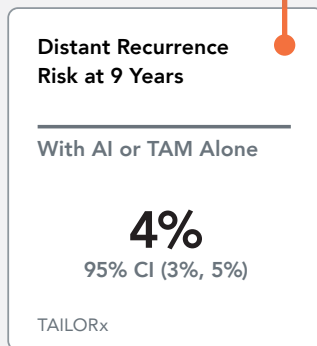 Distant Recurrence
Risk at 9 Years
With AI or TAM Alone
4%
95% CI (3%, 5%)
TAILORx